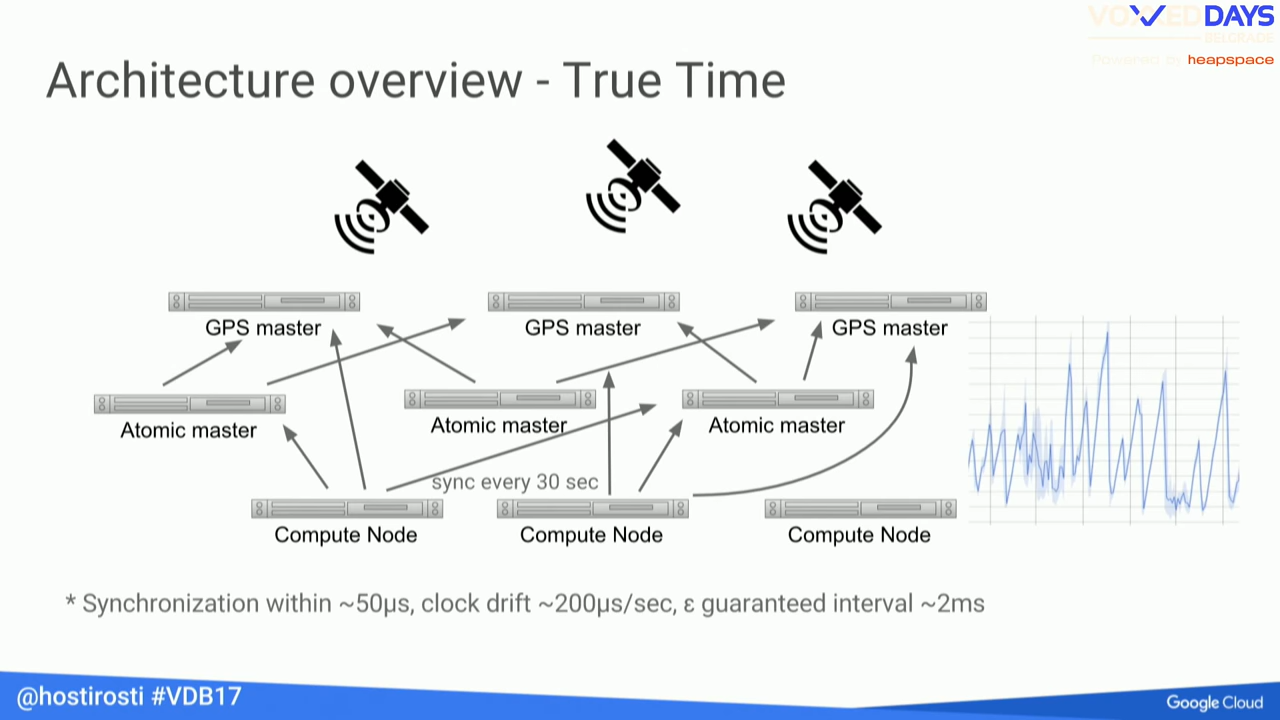 VOXXED DAYS
BELGRADE
Powered by heapspace
Architecture overview - True Time
GPS master
GPS master
GPS master
Atomic master
Atomic master
Atomic master
sync every 30 sec
Compute Node
Compute Node
Compute Node
* Synchronization within ~50μs, clock drift ~200μs/sec, ε guaranteed interval ~2ms
@hostirosti #VDB17
Google Cloud